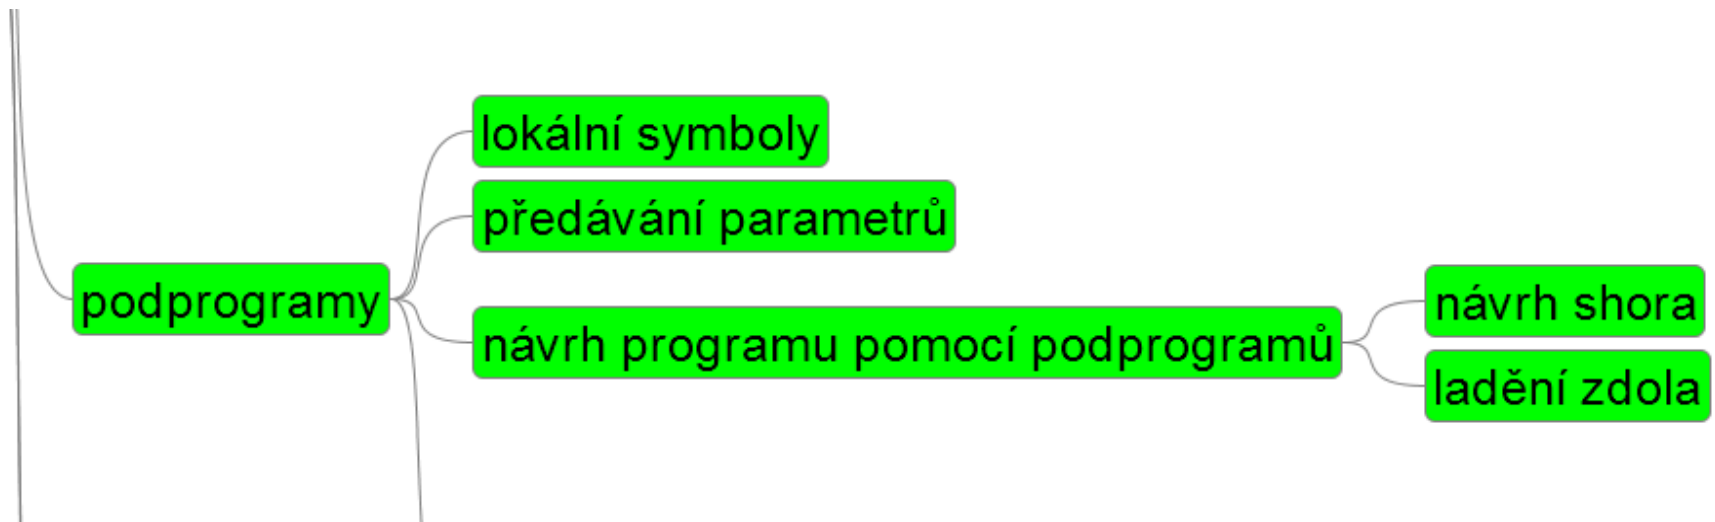 lokální symboly
předávání parametrů
podprogramy
návrh programu pomocí podprogramů
návrh shora
ladění zdola